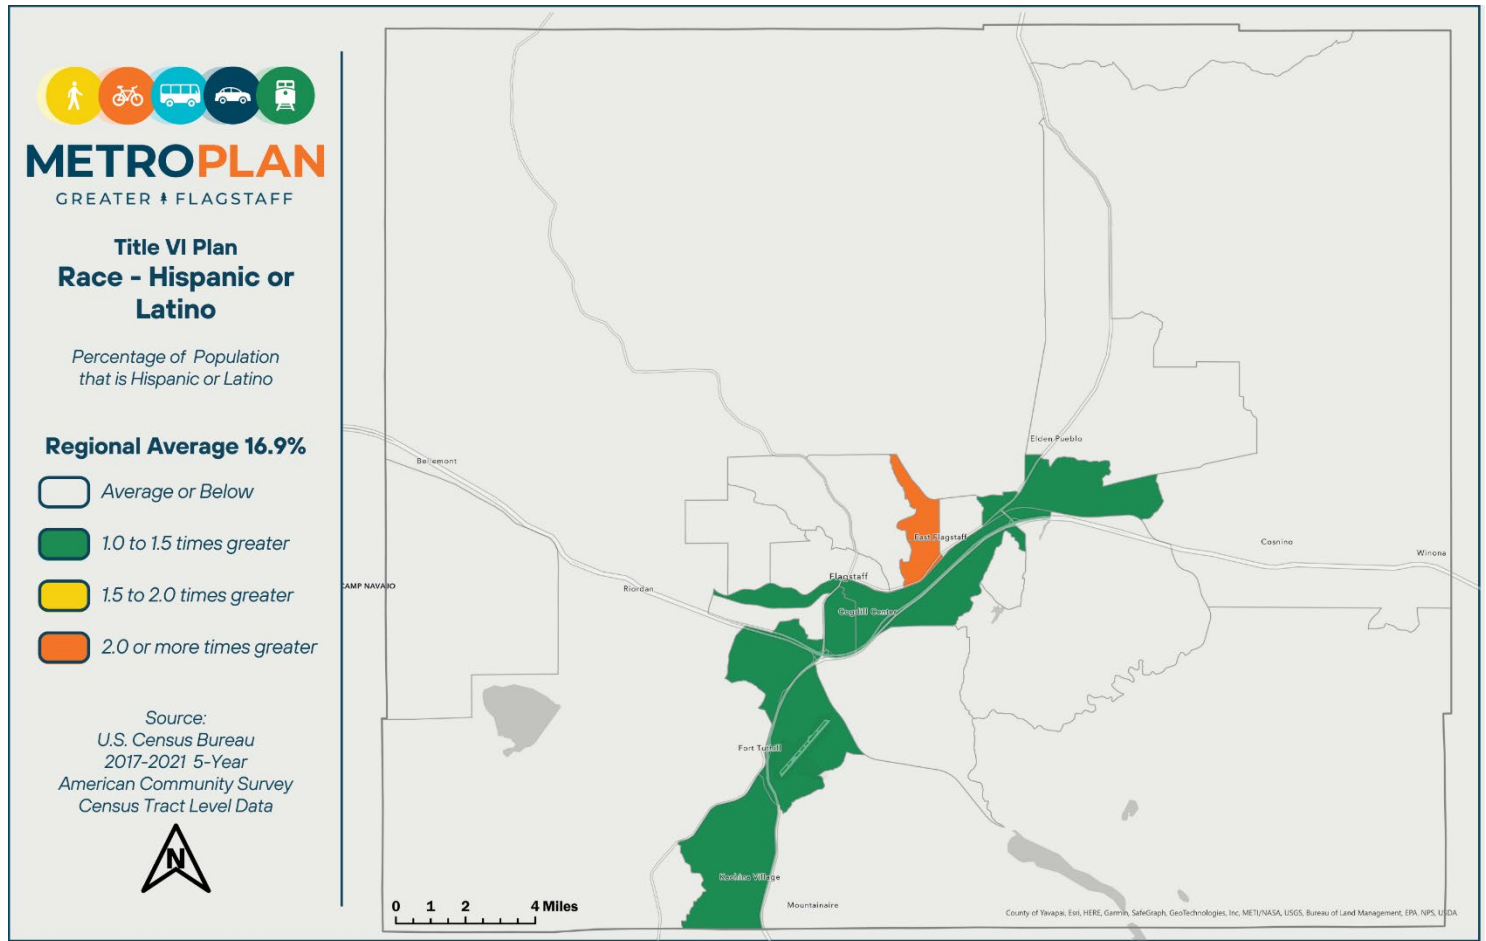 METROPLAN
GREATER FLAGSTAFF
Title VI Plan
Race - Hispanic or
Latino
Percentage of Population
that is Hispanic or Latino
Regional Average 16.9%
Average or Below
1.0 to 1.5 times greater
1.5 to 2.0 times greater
2.0 or more times greater
Source:
U.S. Census Bureau
2017-2021 5-Year
American Community Survey
Census Tract Level Data
N
Elden Pueblo
Bellemont
East Flagstaff
Cosnino
Winona
Flagstaff
CAMP NAVAJO
Riordan
Cogdill Center
Fort Tuthill
Kachina Village
Mountainaire
0 1 2 4 Miles
County of Yavapai, Esri, HERE, Garmin, SafeGraph, GeoTechnologies, Inc, METI/NASA, USGS, Bureau of Land Management, EPA, NPS, USDA